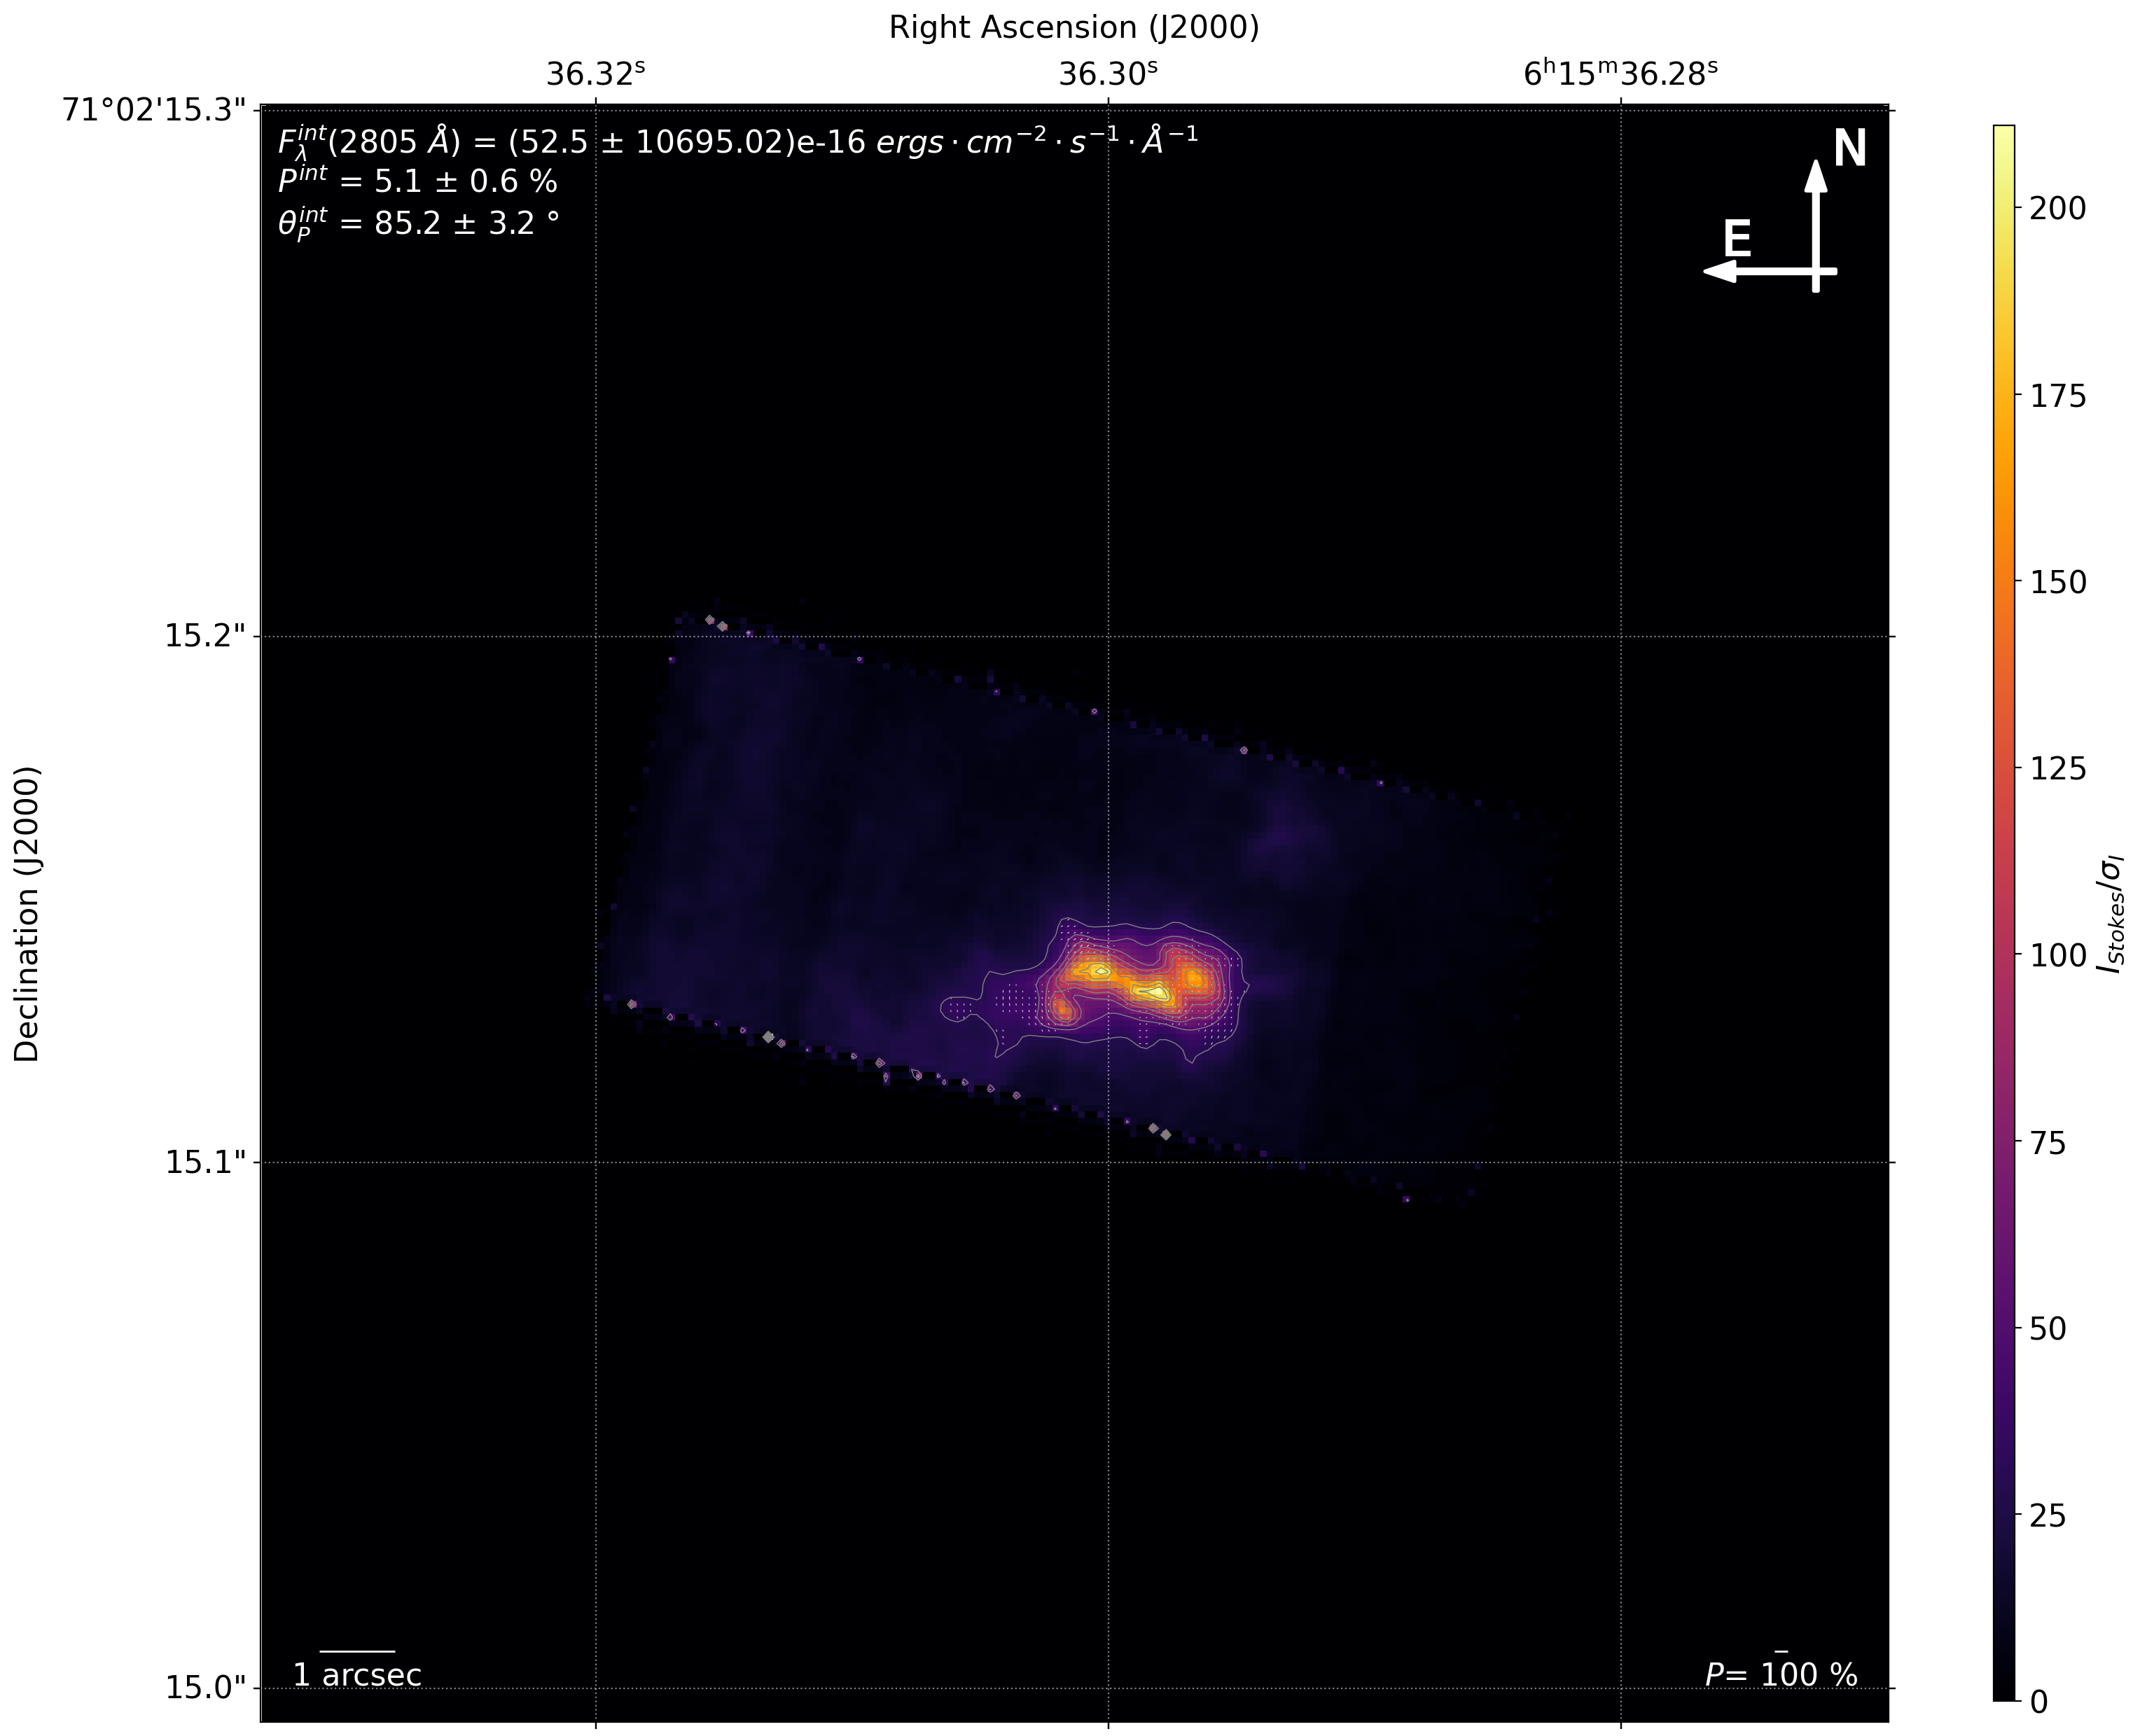 Right Ascension (J2000)
36.32ˢ 36.30ˢ 6ʰ15ᵐ36.28ˢ
71°02'15.3"
F_λ^int(2805 Å) = (52.5 ± 10695.02)e-16 ergs · cm⁻² · s⁻¹ · Å⁻¹
P^int = 5.1 ± 0.6 %
θ_P^int = 85.2 ± 3.2 °
N
E
15.2"
15.1"
15.0"
Declination (J2000)
1 arcsec
P= 100 %
200
175
150
125
100
75
50
25
0
I_Stokes/σ_I